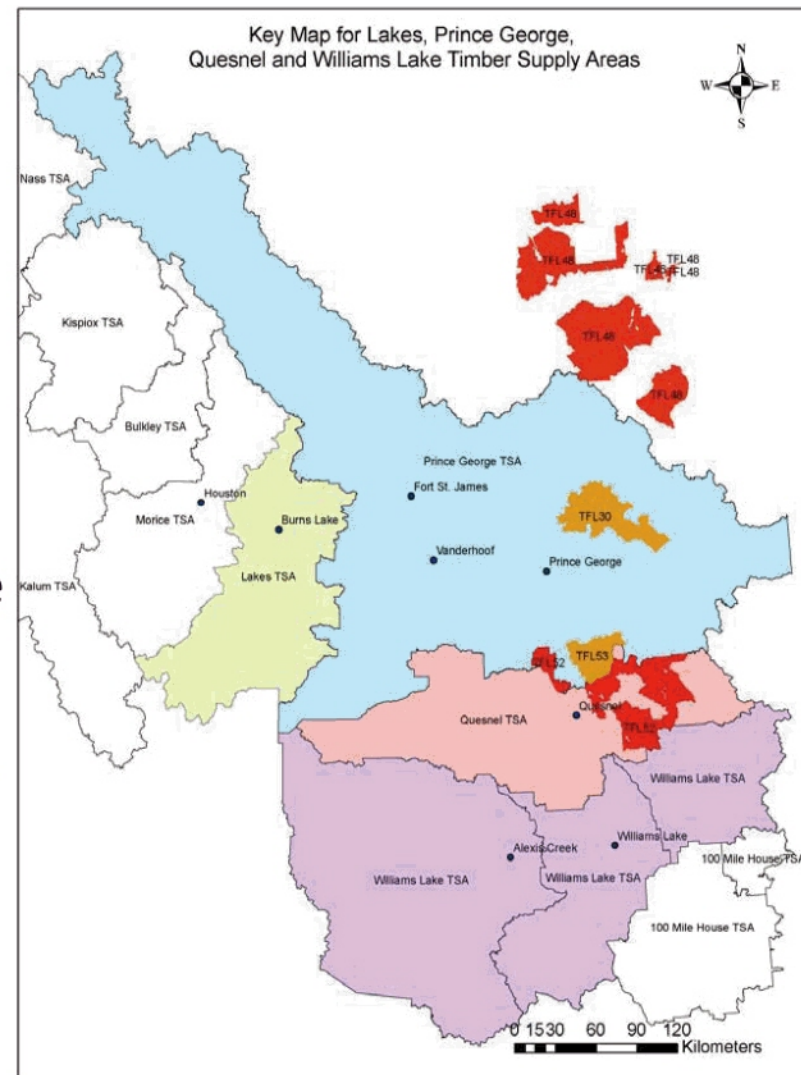 Key Map for Lakes, Prince George,
Quesnel and Williams Lake Timber Supply Areas
N
W E
S
Nass TSA
TFL48
TFL48
TFL48
TFL48
TFL48
Kispiox TSA
TFL48
Bulkley TSA
TFL48
Prince George TSA
Houston
Fort St. James
Morice TSA
Burns Lake
TFL30
Vanderhoof
Prince George
Kalum TSA
Lakes TSA
TFL52
TFL53
Quesnel
Quesnel TSA
TFL52
Williams Lake TSA
Williams Lake
Alexis Creek
100 Mile House TSA
Williams Lake TSA
Williams Lake TSA
100 Mile House TSA
0 15 30 60 90 120
Kilometers